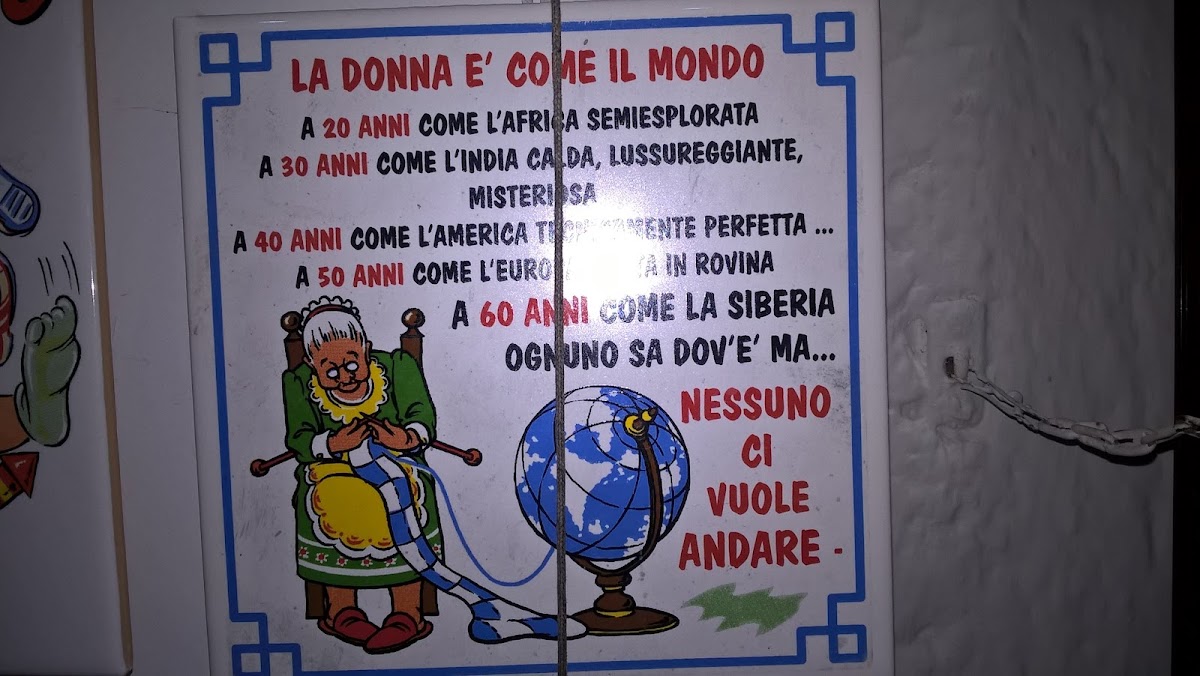 LA DONNA E' COME IL MONDO
A 20 ANNI COME L'AFRICA SEMIESPLORATA
A 30 ANNI COME L'INDIA CALDA, LUSSUREGGIANTE,
MISTERIOSA
A 40 ANNI COME L'AMERICA TECNICAMENTE PERFETTA ...
A 50 ANNI COME L'EUROPA IN ROVINA
A 60 ANNI COME LA SIBERIA
OGNUNO SA DOV'E' MA...
NESSUNO
CI
VUOLE
ANDARE -